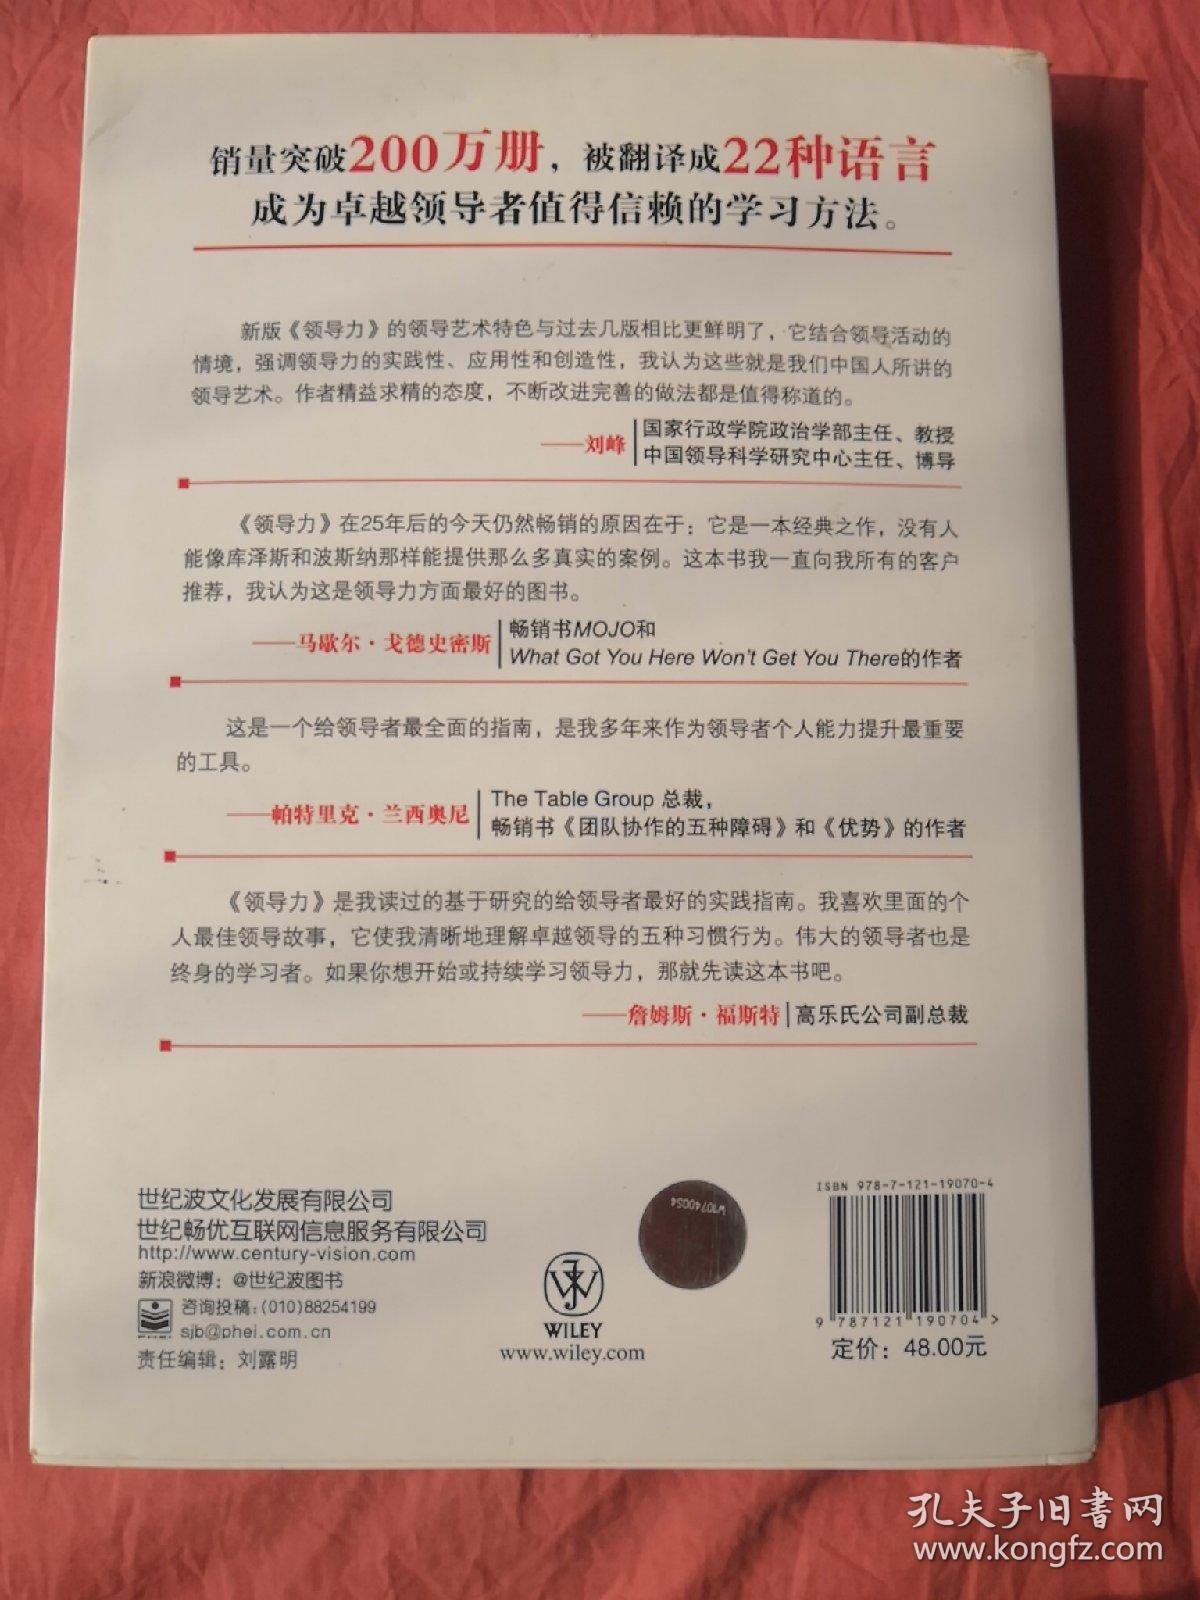 销量突破200万册，被翻译成22种语言
成为卓越领导者值得信赖的学习方法。
新版《领导力》的领导艺术特色与过去几版相比更鲜明了，它结合领导活动的
情境，强调领导力的实践性、应用性和创造性，我认为这些就是我们中国人所讲的
领导艺术。作者精益求精的态度，不断改进完善的做法都是值得称道的。
——刘峰
国家行政学院政治学部主任、教授
中国领导科学研究中心主任、博导
《领导力》在25年后的今天仍然畅销的原因在于：它是一本经典之作，没有人
能像库泽斯和波斯纳那样能提供那么多真实的案例。这本书我一直向我所有的客户
推荐，我认为这是领导力方面最好的图书。
——马歇尔·戈德史密斯
畅销书MOJO和
What Got You Here Won't Get You There的作者
这是一个给领导者最全面的指南，是我多年来作为领导者个人能力提升最重要
的工具。
——帕特里克·兰西奥尼
The Table Group 总裁，
畅销书《团队协作的五种障碍》和《优势》的作者
《领导力》是我读过的基于研究的给领导者最好的实践指南。我喜欢里面的个
人最佳领导故事，它使我清晰地理解卓越领导的五种习惯行为。伟大的领导者也是
终身的学习者。如果你想开始或持续学习领导力，那就先读这本书吧。
——詹姆斯·福斯特 高乐氏公司副总裁
世纪波文化发展有限公司
世纪畅优互联网信息服务有限公司
http://www.century-vision.com
新浪微博：@世纪波图书
咨询投稿：(010)88254199
sjb@phei.com.cn
责任编辑：刘露明
WILEY
www.wiley.com
W10740054
ISBN 978-7-121-19070-4
9 787121 190704 >
定价：48.00元
孔夫子旧书网
www.kongfz.com